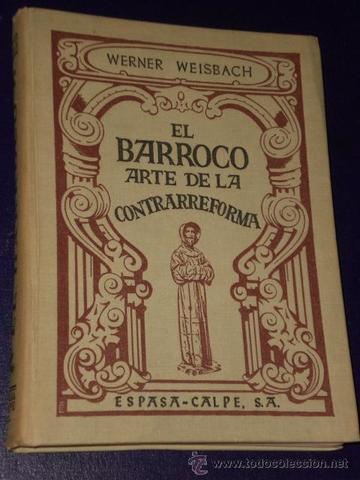 WERNER WEISBACH
EL
BARROCO
ARTE DE LA
CONTRARREFORMA
ESPASA-CALPE, S.A.
© www.todocoleccion.net